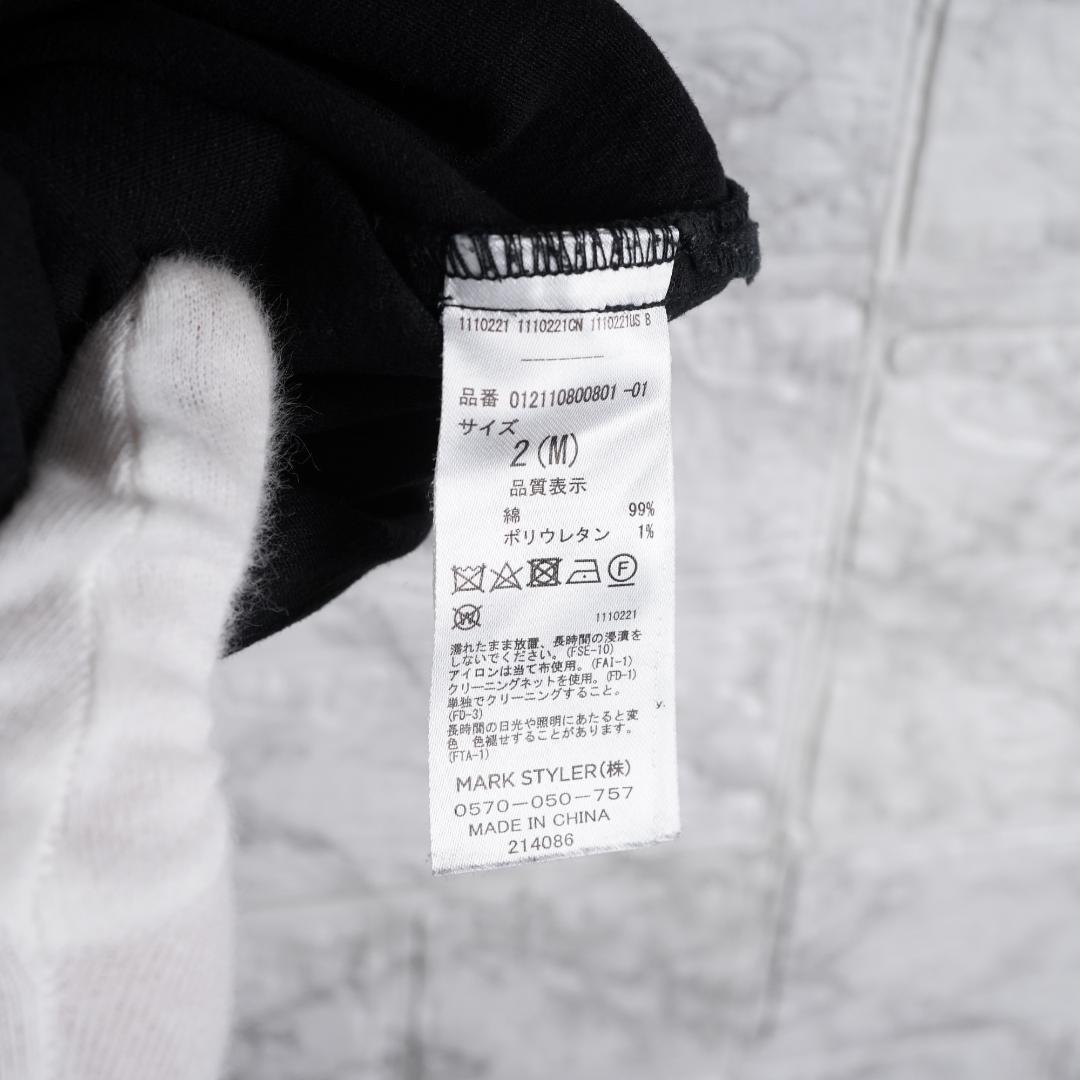 1110221 1110221CN 1110221US B
--------
品番 012110800801 -01
サイズ
2(M)
品質表示
綿 99%
ポリウレタン 1%
F
W 1110221
濡れたまま放置、長時間の浸漬を
しないでください。(FSE-10)
アイロンは当て布使用。(FAI-1)
クリーニングネットを使用。(FD-1)
単独でクリーニングすること。
(FD-3)
長時間の日光や照明にあたると変
色 色褪せすることがあります。
(FTA-1)
MARK STYLER(株)
0570-050-757
MADE IN CHINA
214086